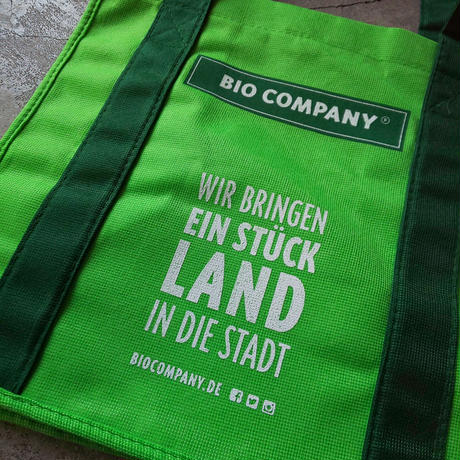 BIO COMPANY®
WIR BRINGEN
EIN STÜCK
LAND
IN DIE STADT
BIOCOMPANY.DE